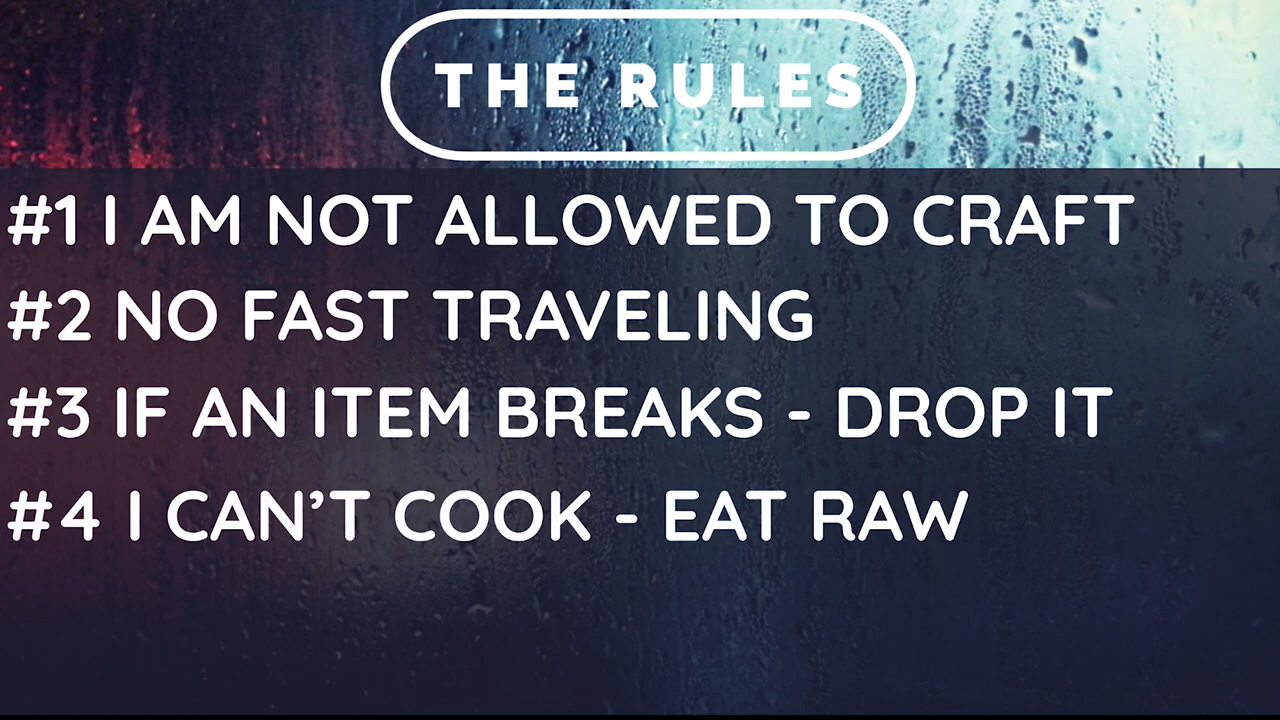 THE RULES
#1 I AM NOT ALLOWED TO CRAFT
#2 NO FAST TRAVELING
#3 IF AN ITEM BREAKS - DROP IT
#4 I CAN’T COOK - EAT RAW